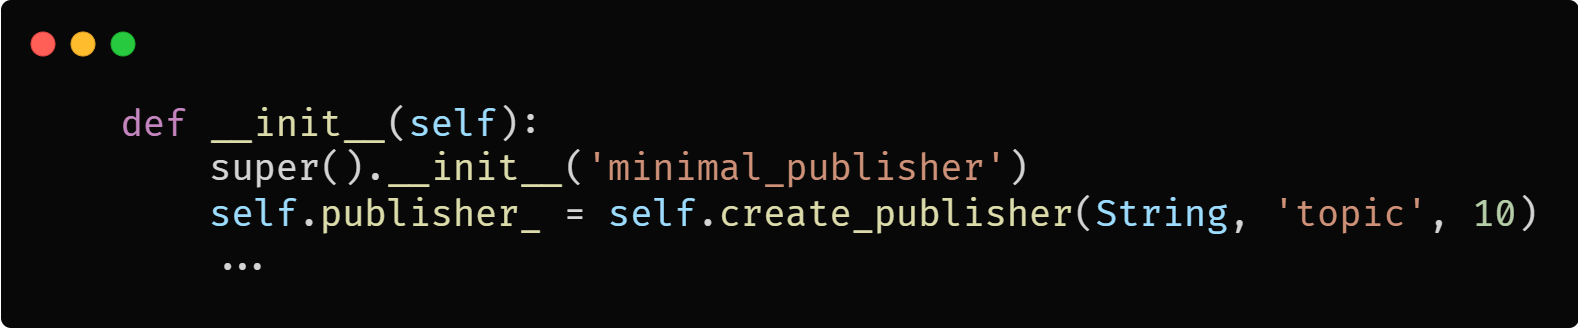 def __init__(self):
super().__init__('minimal_publisher')
self.publisher_ = self.create_publisher(String, 'topic', 10)
...